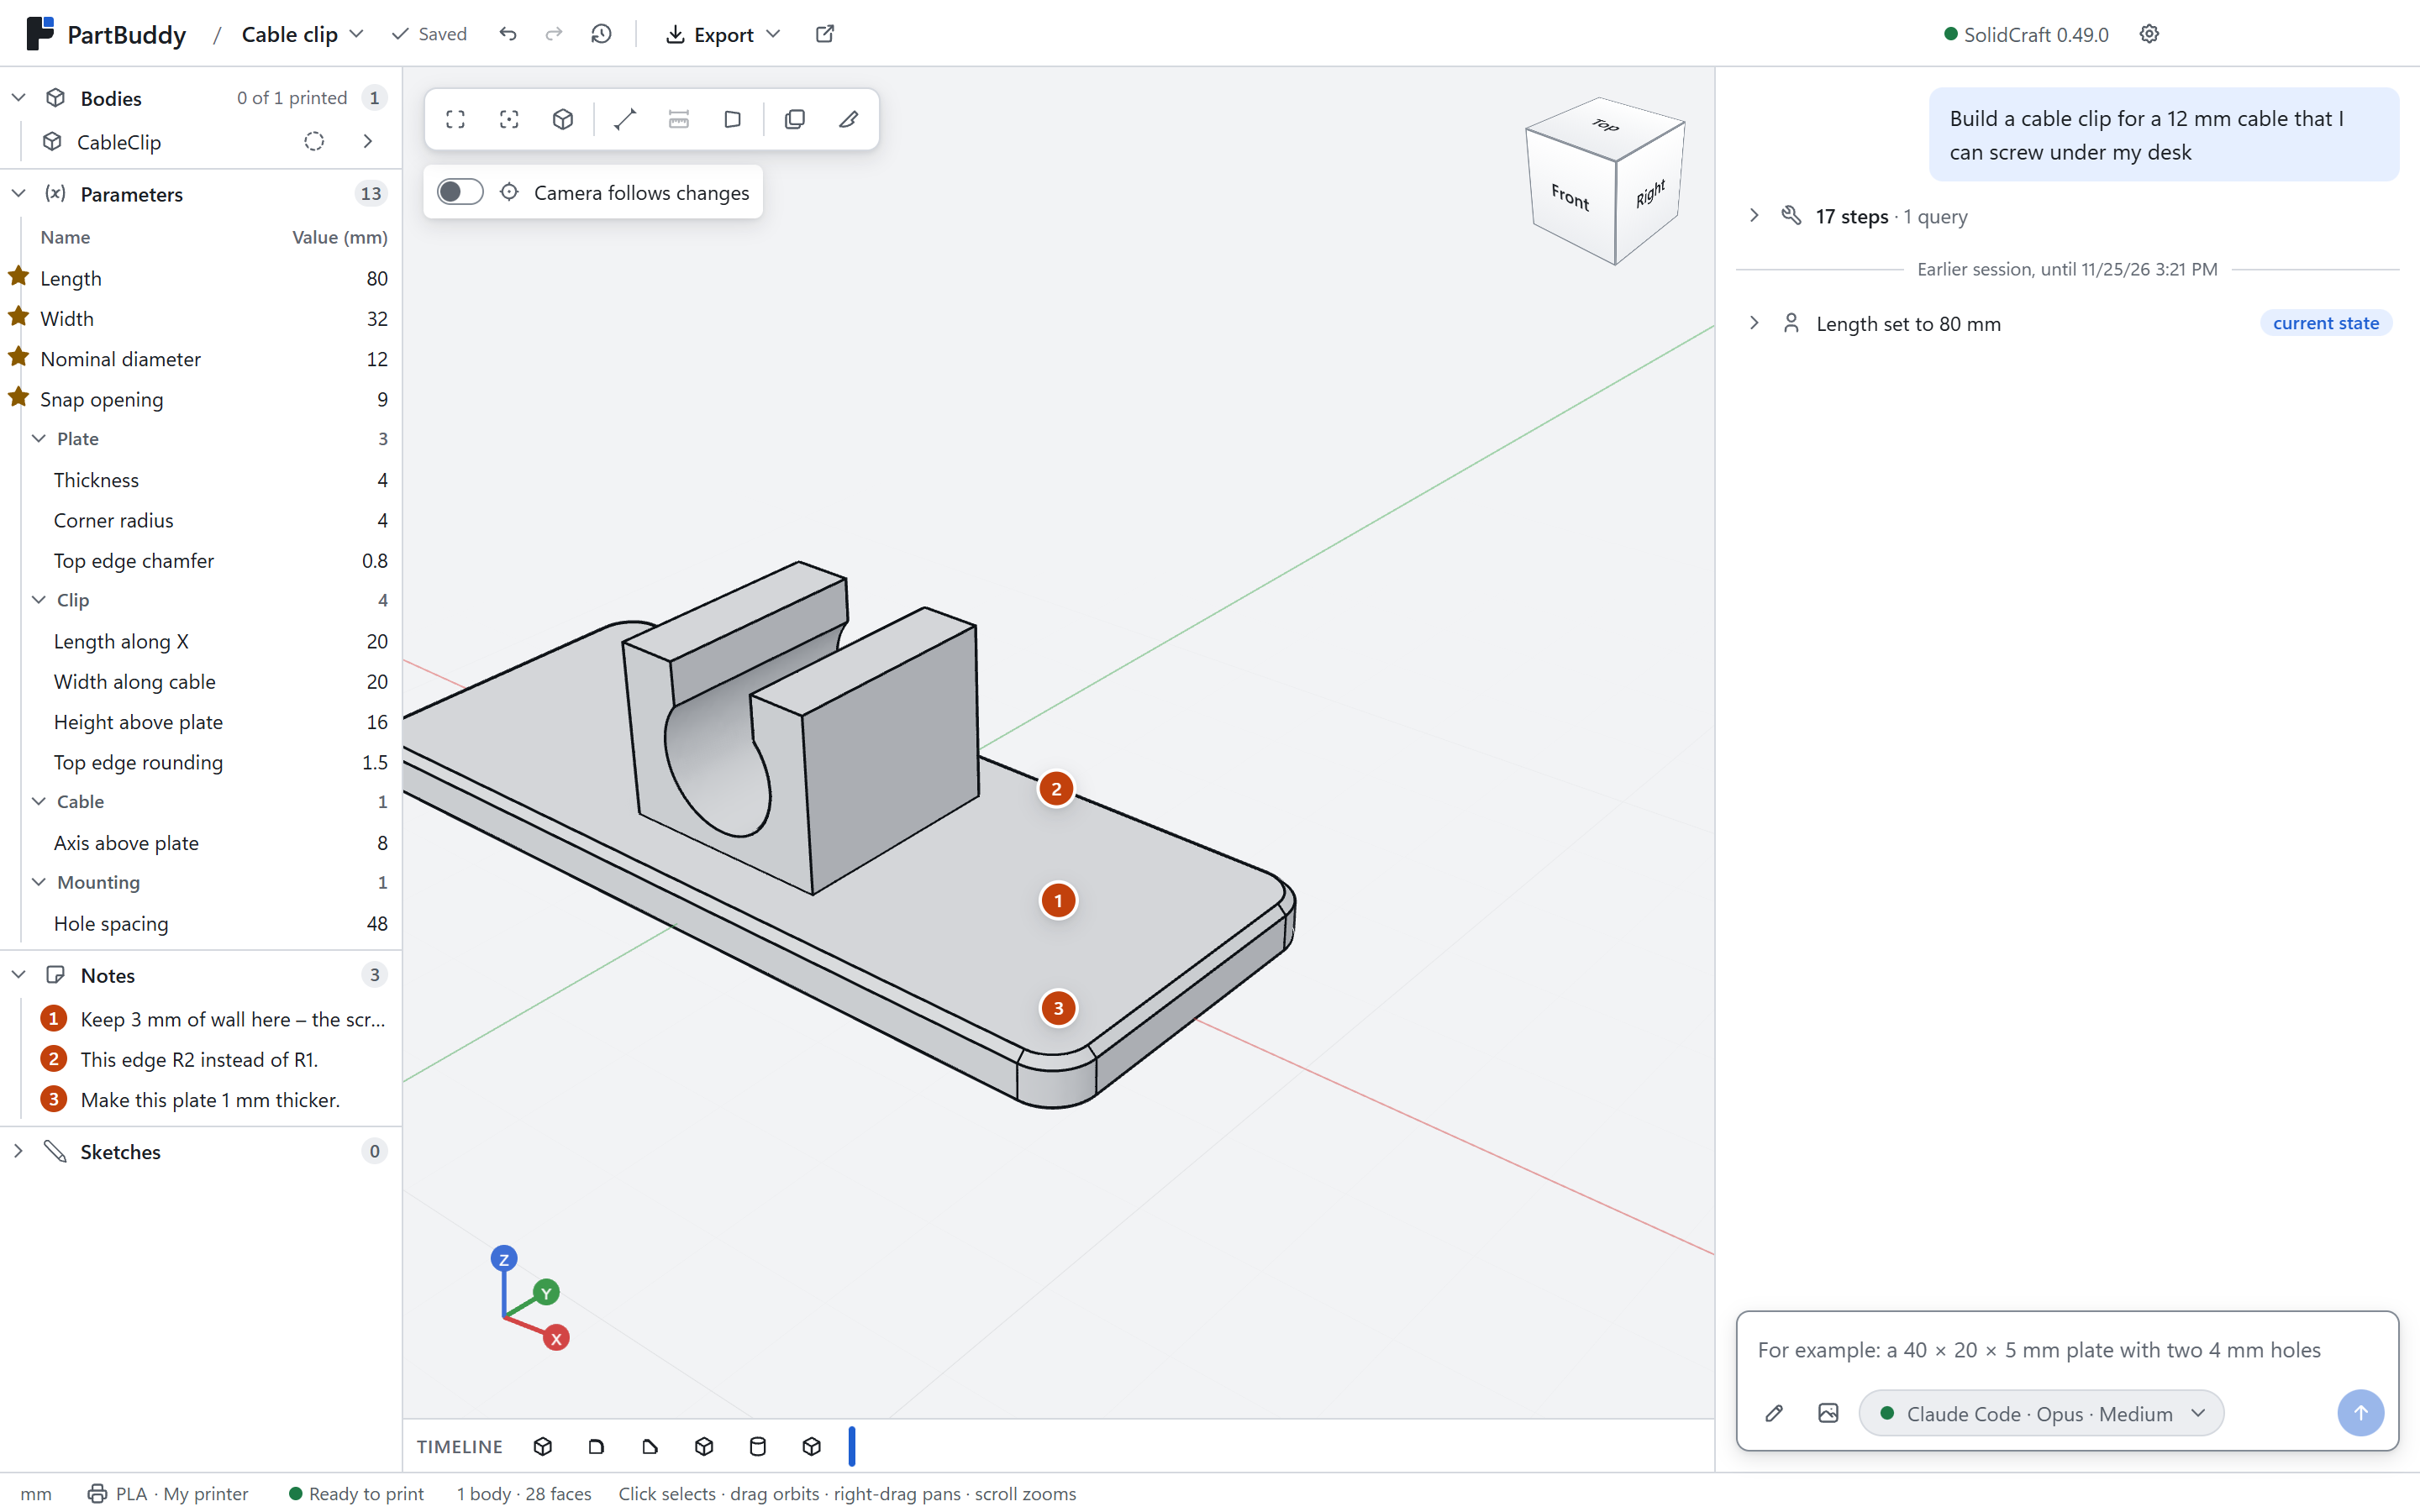 PartBuddy / Cable clip Saved Export SolidCraft 0.49.0
Bodies 0 of 1 printed 1
CableClip
Parameters 13
Name Value (mm)
Length 80
Width 32
Nominal diameter 12
Snap opening 9
Plate 3
Thickness 4
Corner radius 4
Top edge chamfer 0.8
Clip 4
Length along X 20
Width along cable 20
Height above plate 16
Top edge rounding 1.5
Cable 1
Axis above plate 8
Mounting 1
Hole spacing 48
Notes 3
1 Keep 3 mm of wall here – the scr...
2 This edge R2 instead of R1.
3 Make this plate 1 mm thicker.
Sketches 0
Camera follows changes
Top
Front
Right
2
1
3
Z
Y
X
TIMELINE
Build a cable clip for a 12 mm cable that I
can screw under my desk
17 steps · 1 query
Earlier session, until 11/25/26 3:21 PM
Length set to 80 mm current state
For example: a 40 × 20 × 5 mm plate with two 4 mm holes
Claude Code · Opus · Medium
mm PLA · My printer Ready to print 1 body · 28 faces Click selects · drag orbits · right-drag pans · scroll zooms